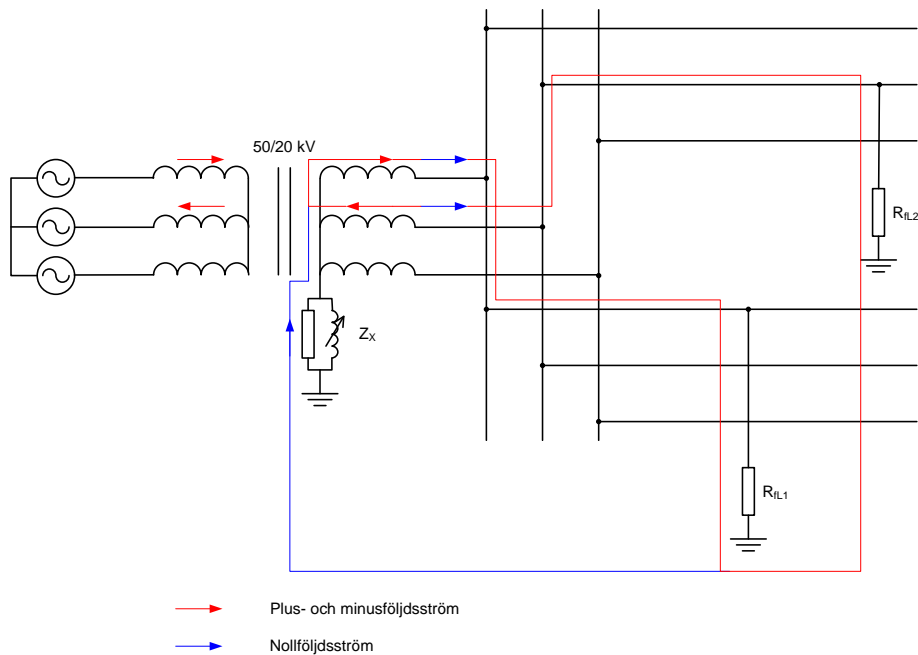 50/20 kV
R_fL2
Z_X
R_fL1
Plus- och minusföljdsström
Nollföljdsström